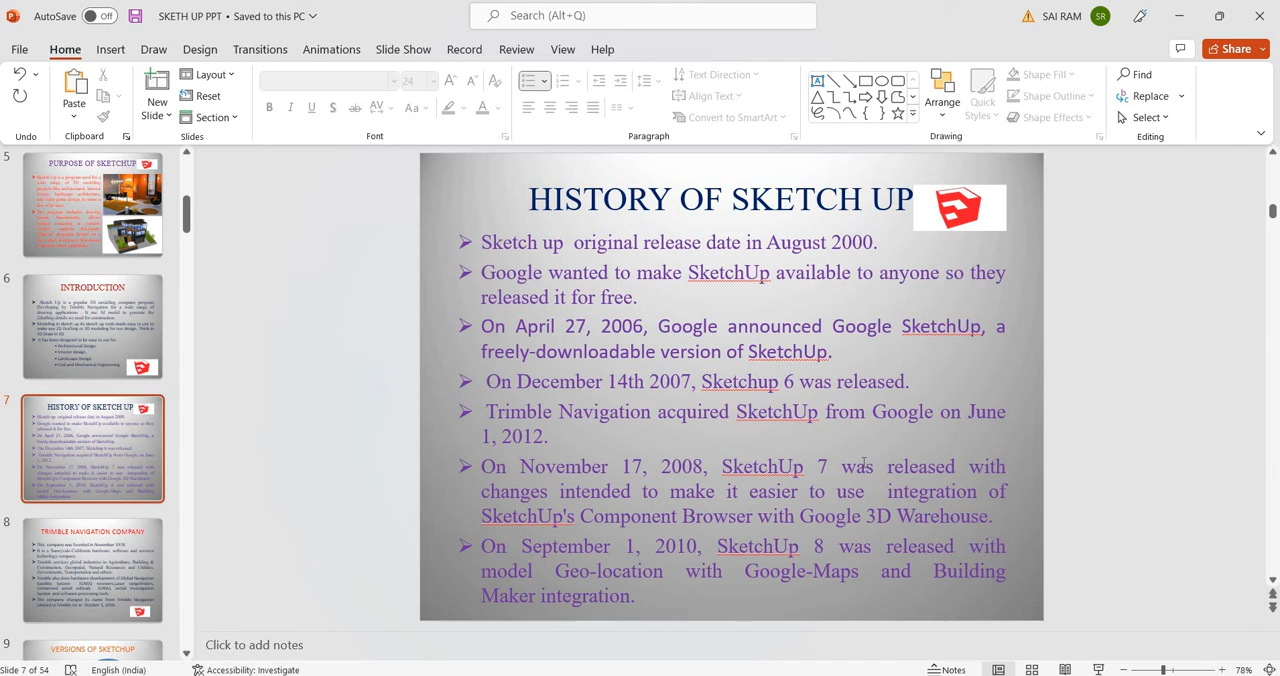 AutoSave Off SKETH UP PPT • Saved to this PC Search (Alt+Q) SAI RAM SR
File Home Insert Draw Design Transitions Animations Slide Show Record Review View Help Share
Paste New Slide Layout Reset Section 24 Text Direction Align Text Convert to SmartArt Arrange Quick Styles Shape Fill Shape Outline Shape Effects Find Replace Select
Undo Clipboard Slides Font Paragraph Drawing Editing
5
PURPOSE OF SKETCHUP
6
INTRODUCTION
7
HISTORY OF SKETCH UP
8
TRIMBLE NAVIGATION COMPANY
9
VERSIONS OF SKETCHUP
HISTORY OF SKETCH UP
Sketch up original release date in August 2000.
Google wanted to make SketchUp available to anyone so they
released it for free.
On April 27, 2006, Google announced Google SketchUp, a
freely-downloadable version of SketchUp.
On December 14th 2007, Sketchup 6 was released.
Trimble Navigation acquired SketchUp from Google on June
1, 2012.
On November 17, 2008, SketchUp 7 was released with
changes intended to make it easier to use integration of
SketchUp's Component Browser with Google 3D Warehouse.
On September 1, 2010, SketchUp 8 was released with
model Geo-location with Google-Maps and Building
Maker integration.
Click to add notes
Slide 7 of 54 English (India) Accessibility: Investigate Notes 78%